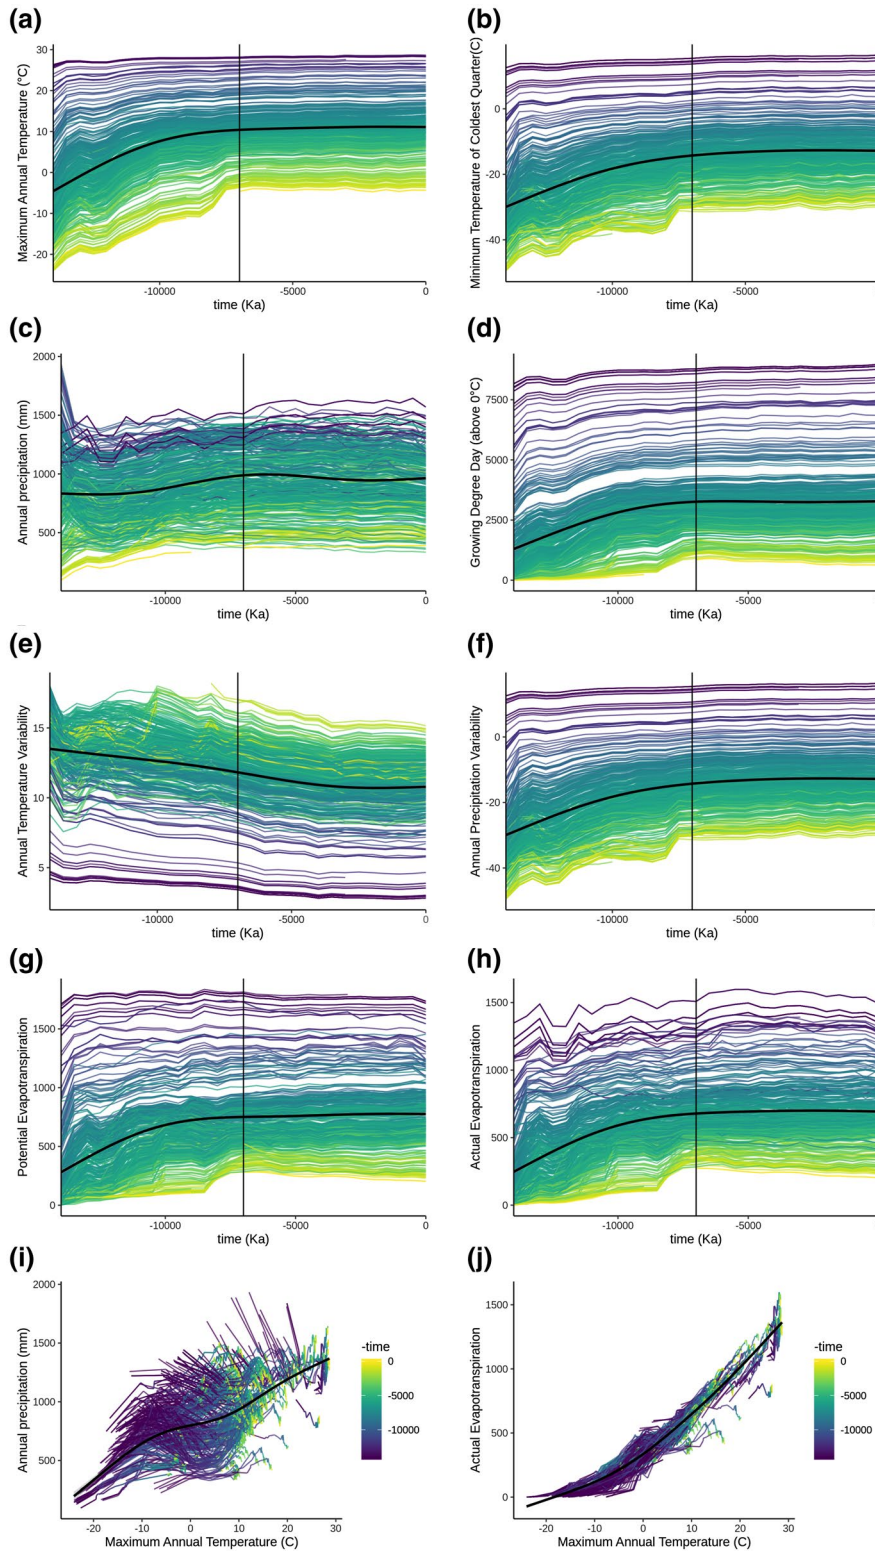 (a)
Maximum Annual Temperature (°C)
30
20
10
0
-10
-20
-10000
-5000
0
time (Ka)
(b)
Minimum Temperature of Coldest Quarter(C)
0
-20
-40
-10000
-5000
time (Ka)
(c)
Annual precipitation (mm)
2000
1500
1000
500
-10000
-5000
0
time (Ka)
(d)
Growing Degree Day (above 0°C)
7500
5000
2500
0
-10000
-5000
time (Ka)
(e)
Annual Temperature Variability
15
10
5
-10000
-5000
0
time (Ka)
(f)
Annual Precipitation Variability
0
-20
-40
-10000
-5000
time (Ka)
(g)
Potential Evapotranspiration
1500
1000
500
0
-10000
-5000
0
time (Ka)
(h)
Actual Evapotranspiration
1500
1000
500
0
-10000
-5000
time (Ka)
(i)
Annual precipitation (mm)
2000
1500
1000
500
-20
-10
0
10
20
30
Maximum Annual Temperature (C)
-time
0
-5000
-10000
(j)
Actual Evapotranspiration
1500
1000
500
0
-20
-10
0
10
20
30
Maximum Annual Temperature (C)
-time
0
-5000
-10000